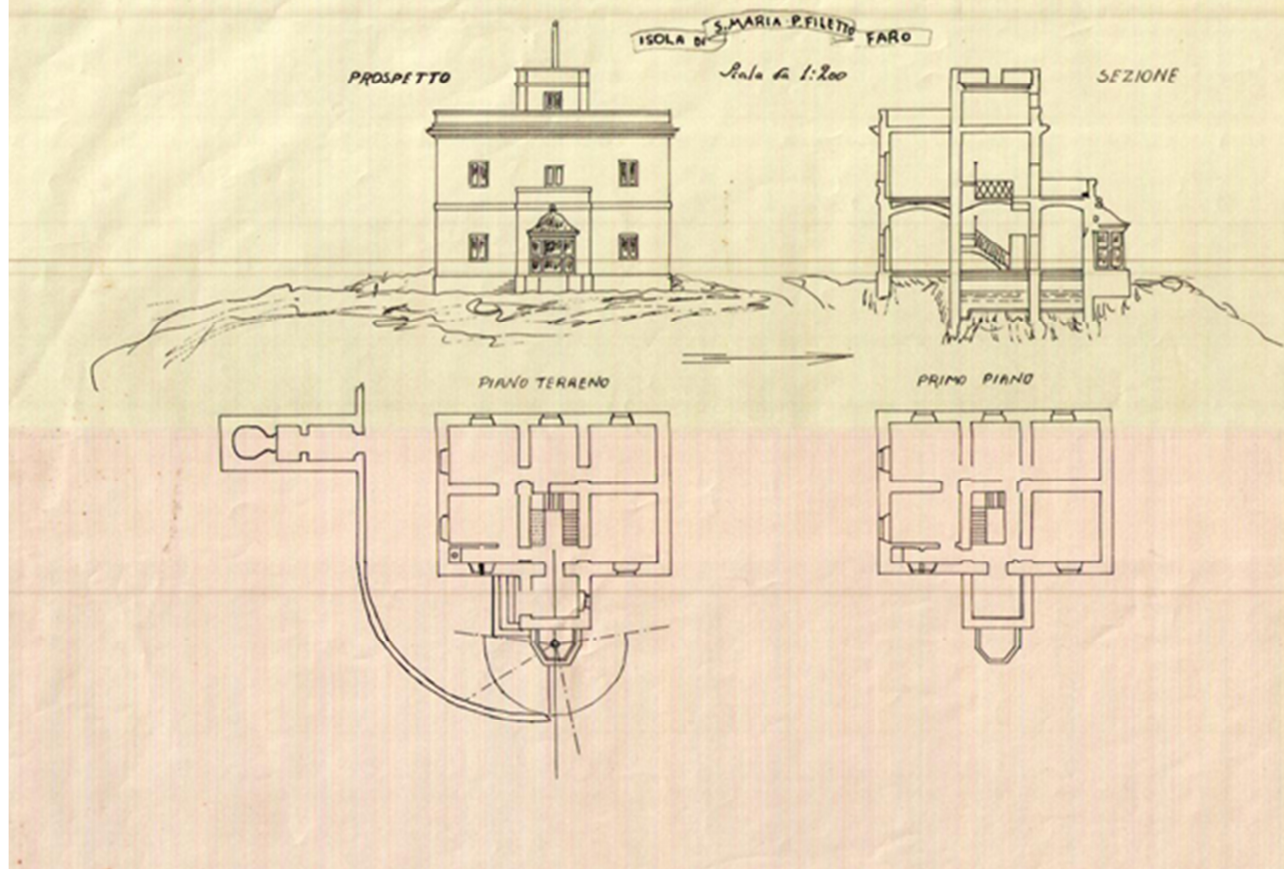 ISOLA DI S. MARIA · P. FILETTO FARO
PROSPETTO
Scala da 1:200
SEZIONE
PIANO TERRENO
PRIMO PIANO